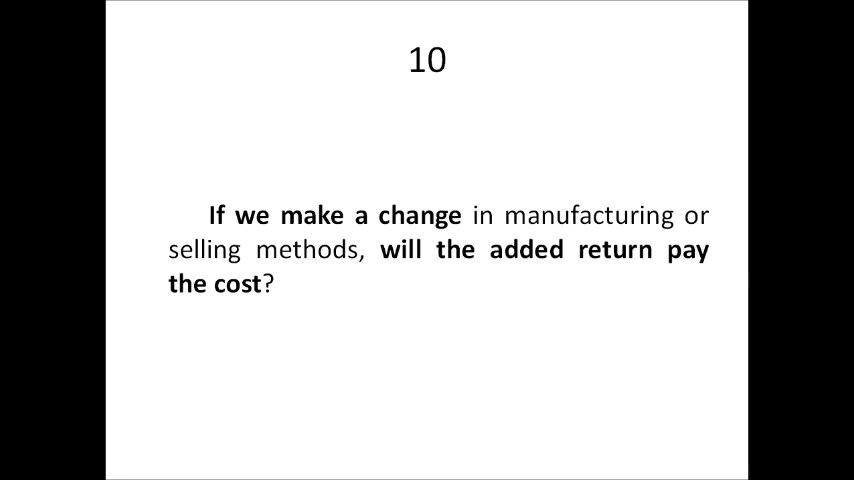 10
If we make a change in manufacturing or
selling methods, will the added return pay
the cost?